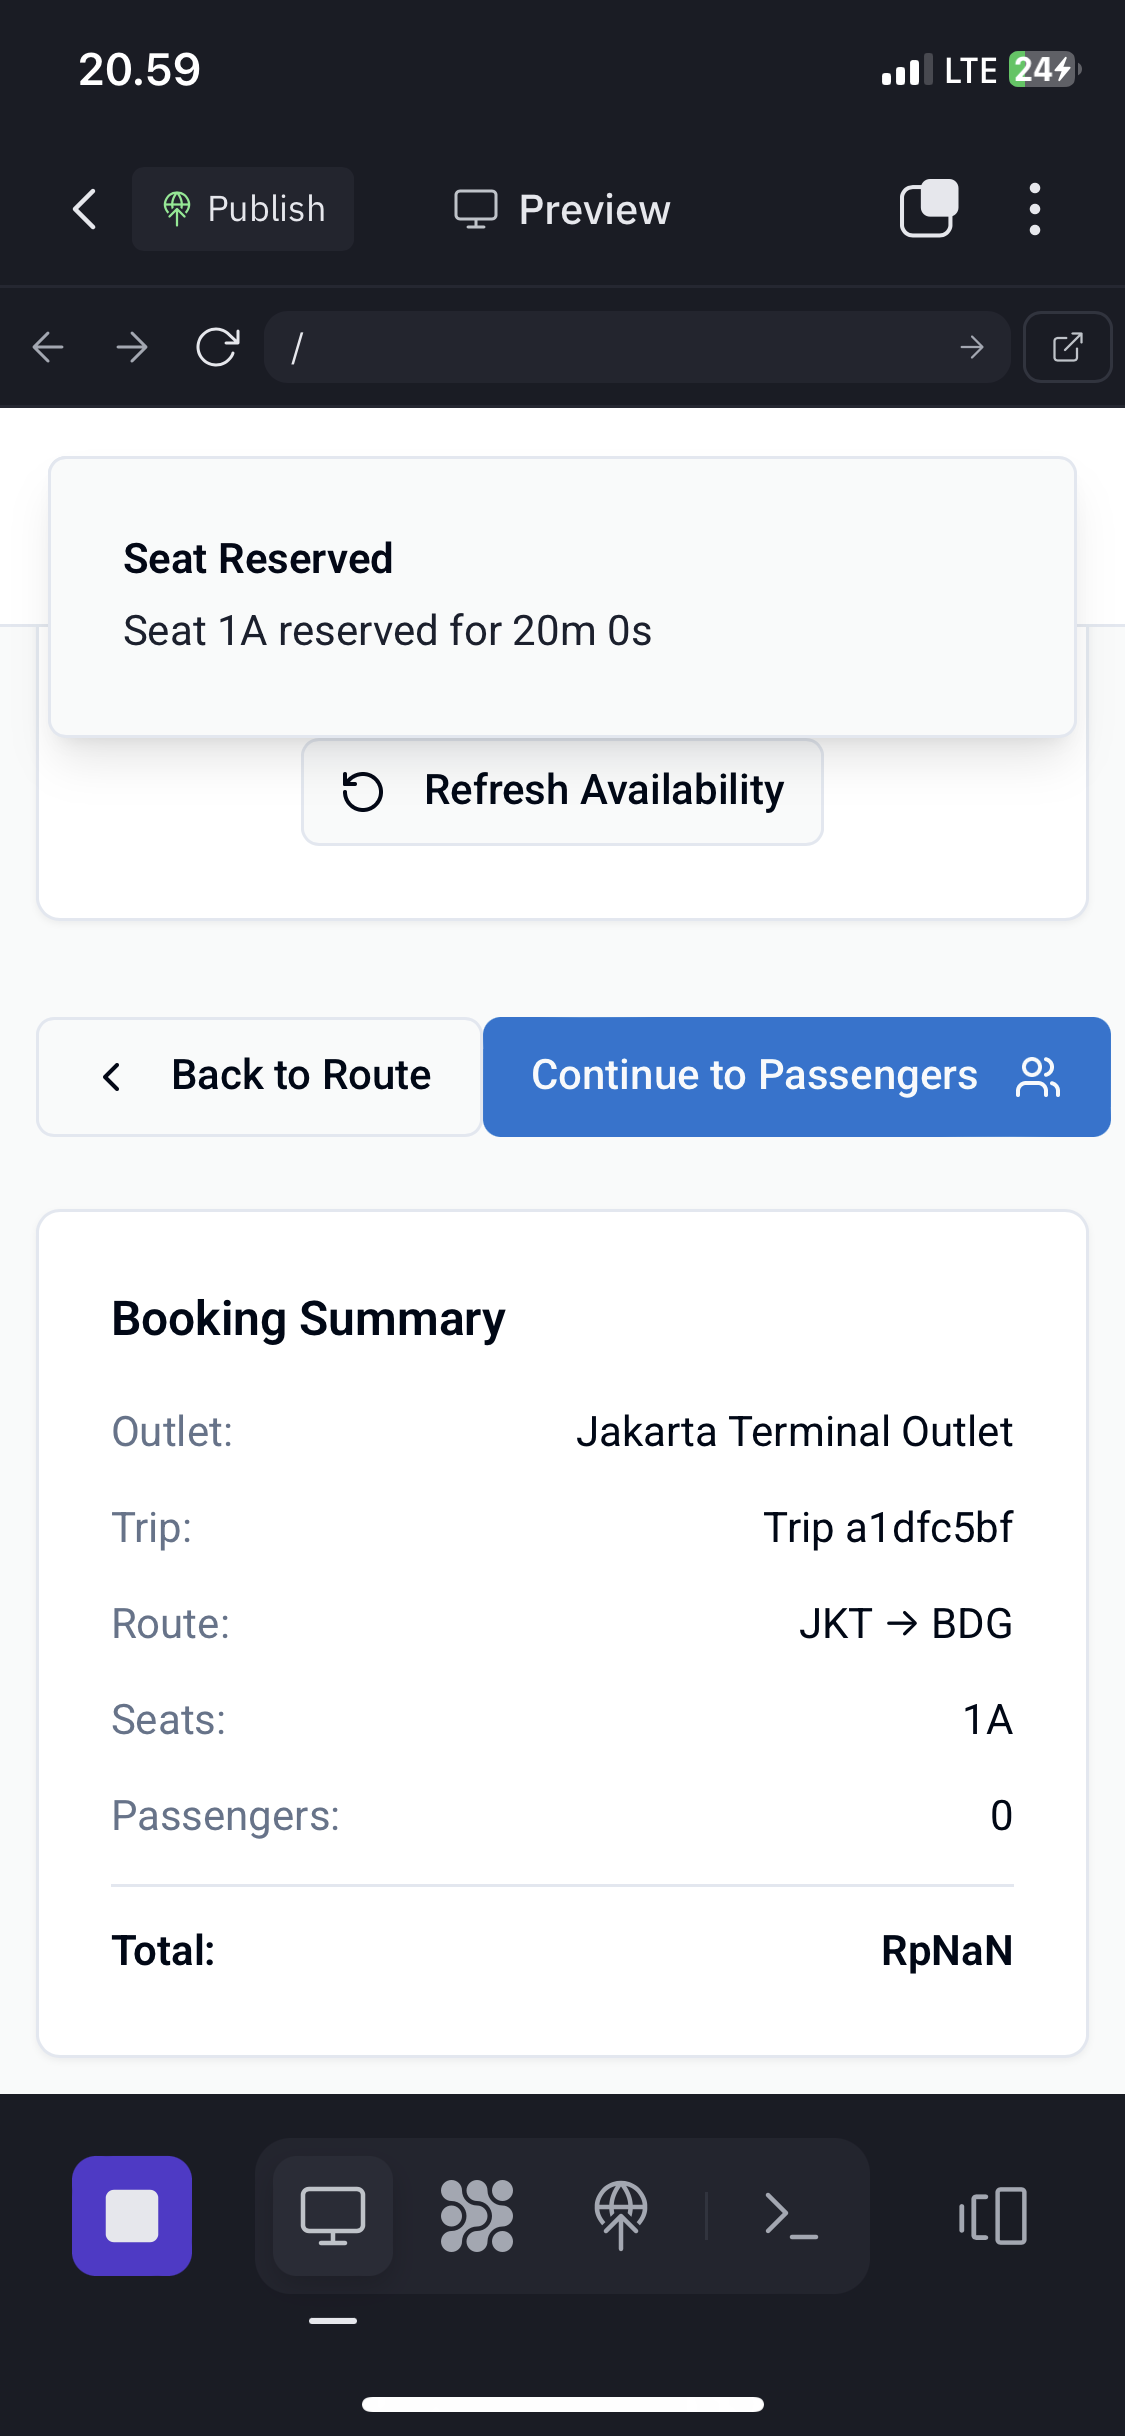 20.59
LTE 24
Publish
Preview
/
Seat Reserved
Seat 1A reserved for 20m 0s
Refresh Availability
Back to Route
Continue to Passengers
Booking Summary
Outlet: Jakarta Terminal Outlet
Trip: Trip a1dfc5bf
Route: JKT → BDG
Seats: 1A
Passengers: 0
Total: RpNaN